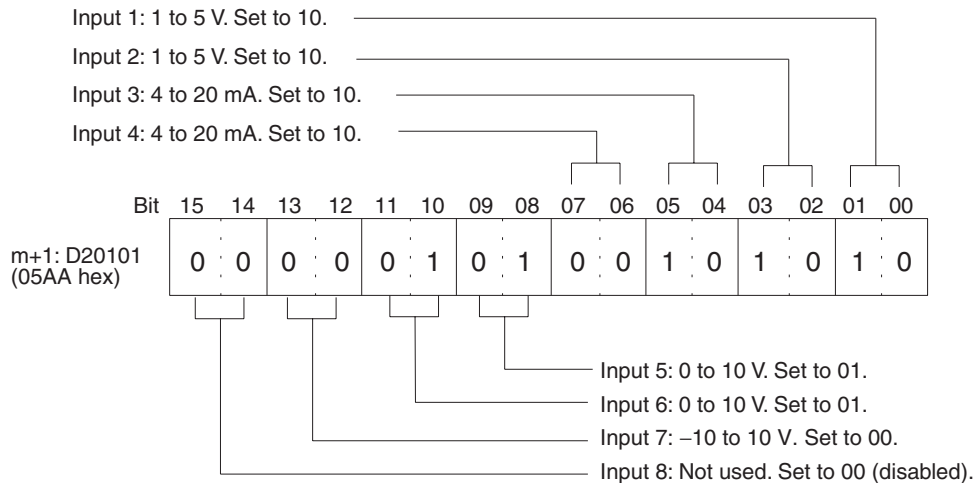 Input 1: 1 to 5 V. Set to 10.
Input 2: 1 to 5 V. Set to 10.
Input 3: 4 to 20 mA. Set to 10.
Input 4: 4 to 20 mA. Set to 10.
Bit 15 14 13 12 11 10 09 08 07 06 05 04 03 02 01 00
m+1: D20101
(05AA hex)
0 0 0 0 0 1 0 1 0 0 1 0 1 0 1 0
Input 5: 0 to 10 V. Set to 01.
Input 6: 0 to 10 V. Set to 01.
Input 7: –10 to 10 V. Set to 00.
Input 8: Not used. Set to 00 (disabled).